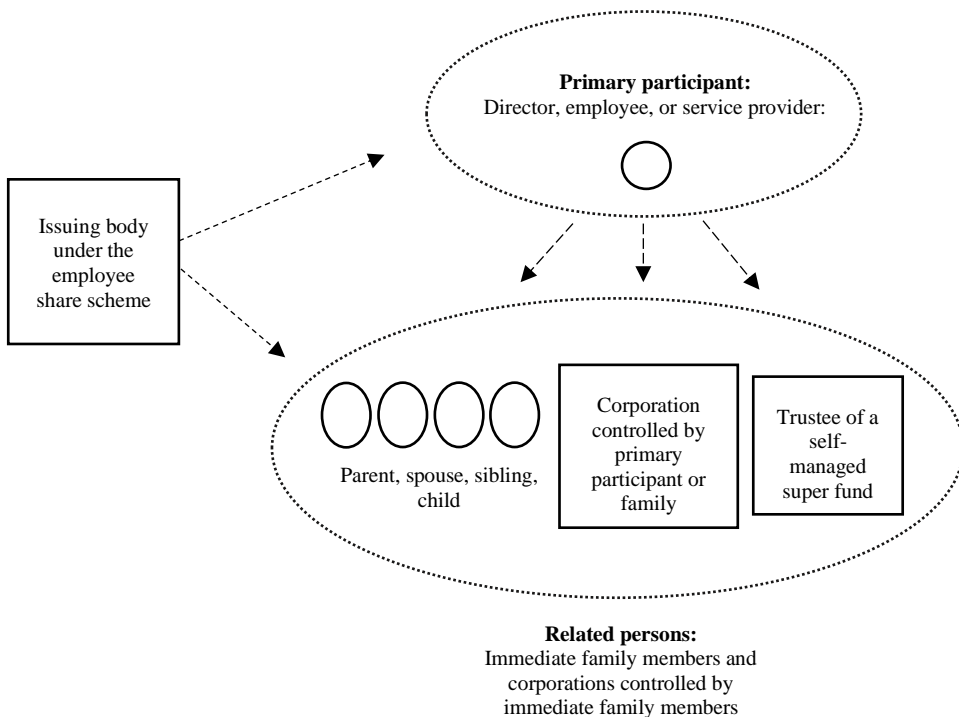 Primary participant:
Director, employee, or service provider:
Issuing body
under the
employee
share scheme
Parent, spouse, sibling,
child
Corporation
controlled by
primary
participant or
family
Trustee of a
self-
managed
super fund
Related persons:
Immediate family members and
corporations controlled by
immediate family members